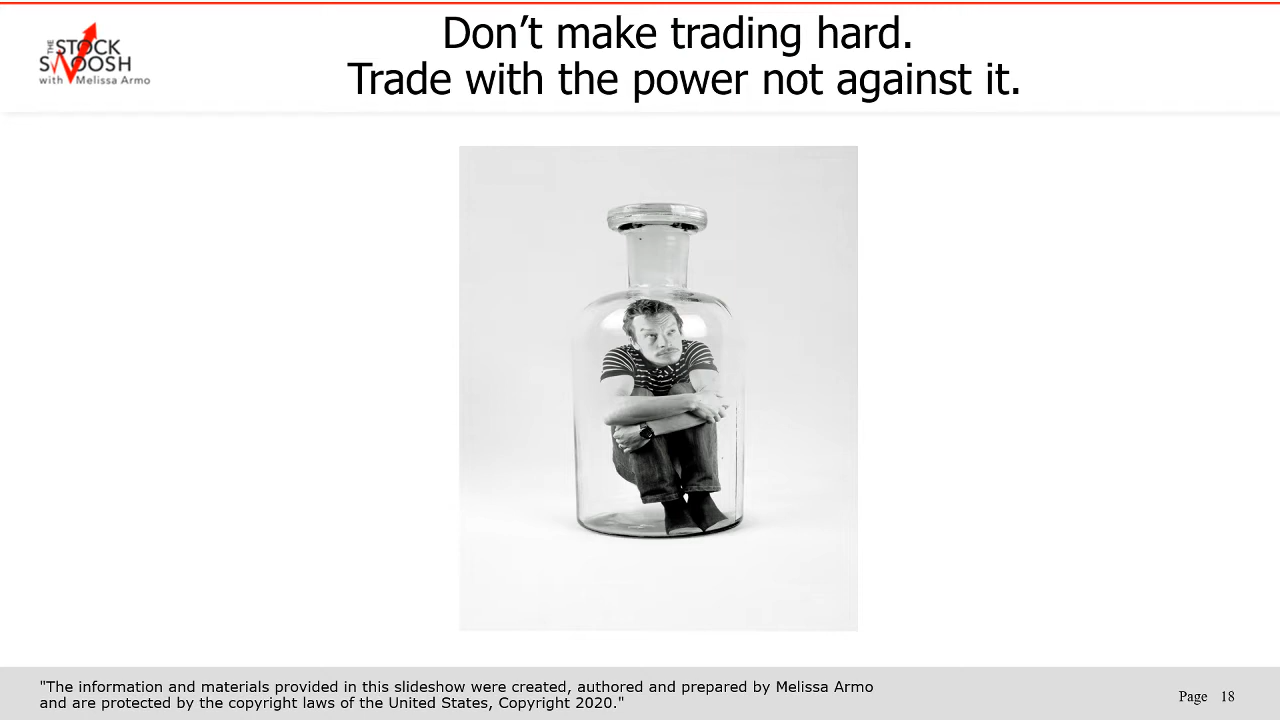 THE
STOCK
SWOOSH
with Melissa Armo
Don't make trading hard.
Trade with the power not against it.
"The information and materials provided in this slideshow were created, authored and prepared by Melissa Armo
and are protected by the copyright laws of the United States, Copyright 2020."
Page 18